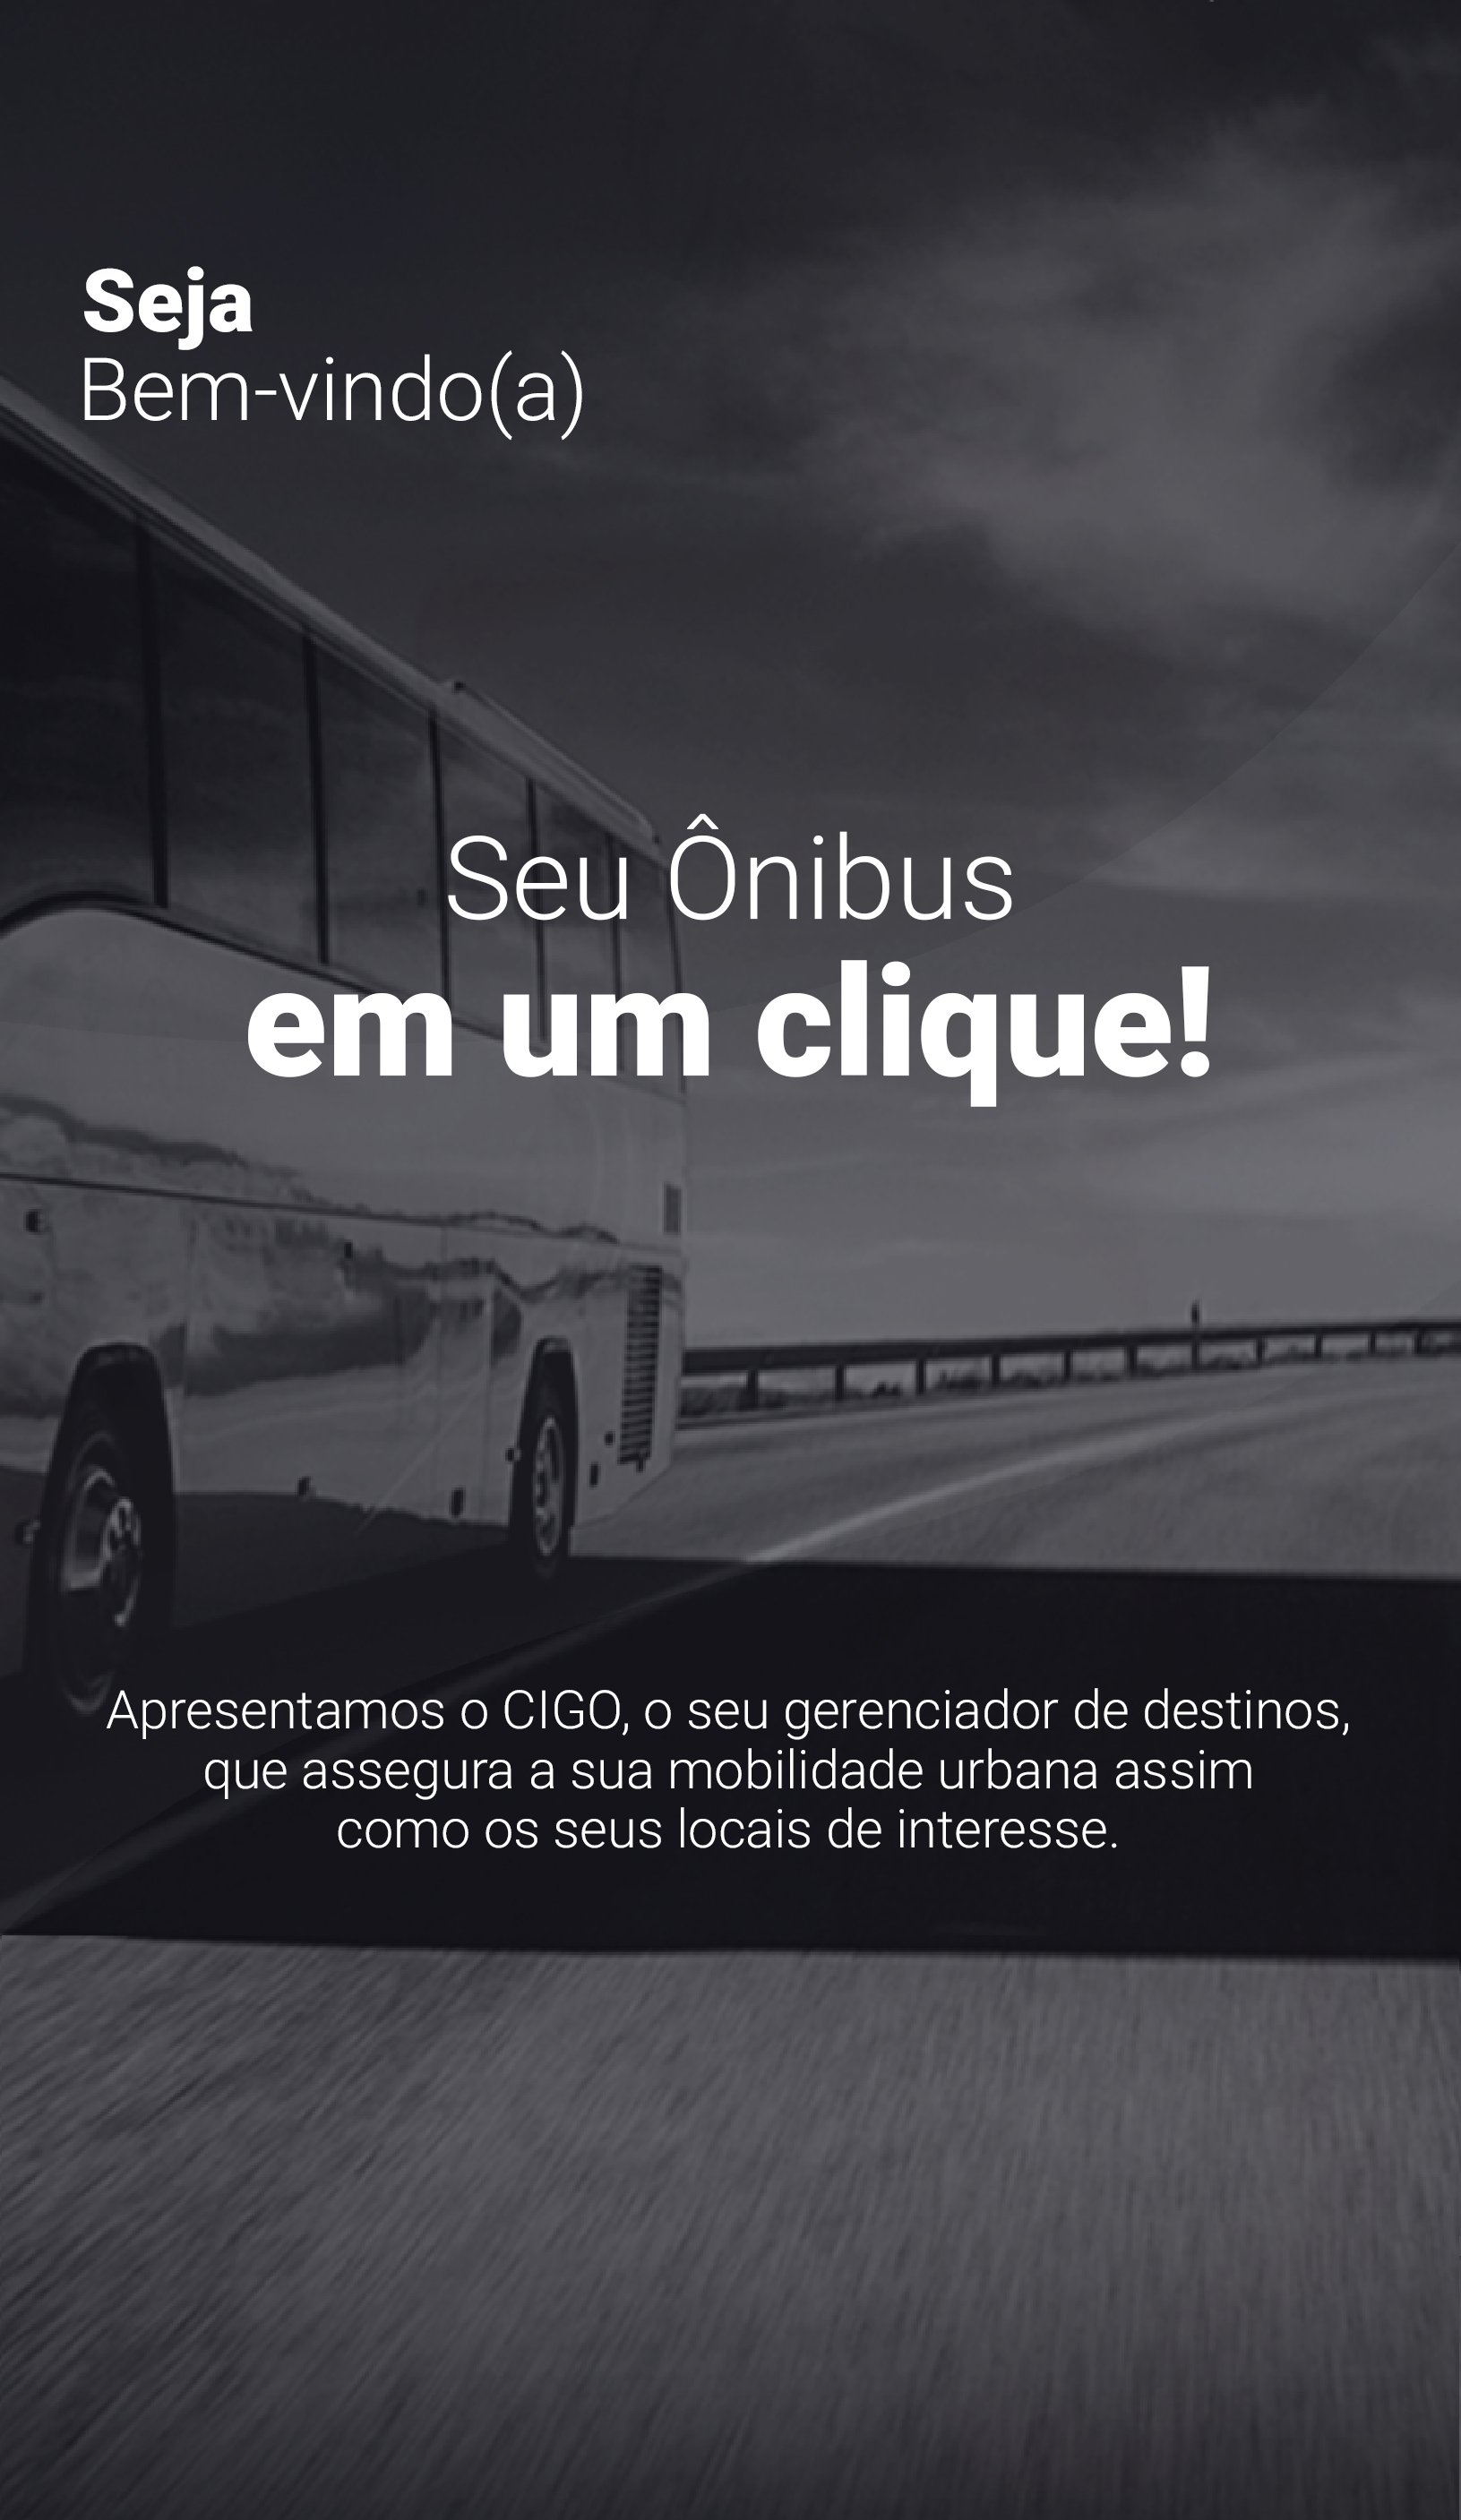 Seja
Bem-vindo(a)
Seu Ônibus
em um clique!
Apresentamos o CIGO, o seu gerenciador de destinos,
que assegura a sua mobilidade urbana assim
como os seus locais de interesse.